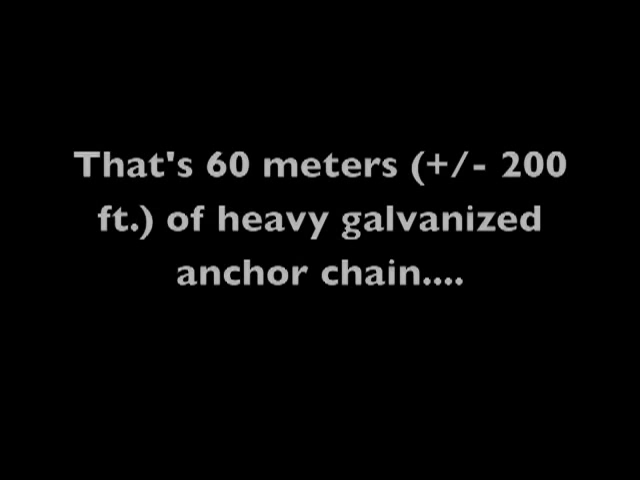 That's 60 meters (+/- 200
ft.) of heavy galvanized
anchor chain....